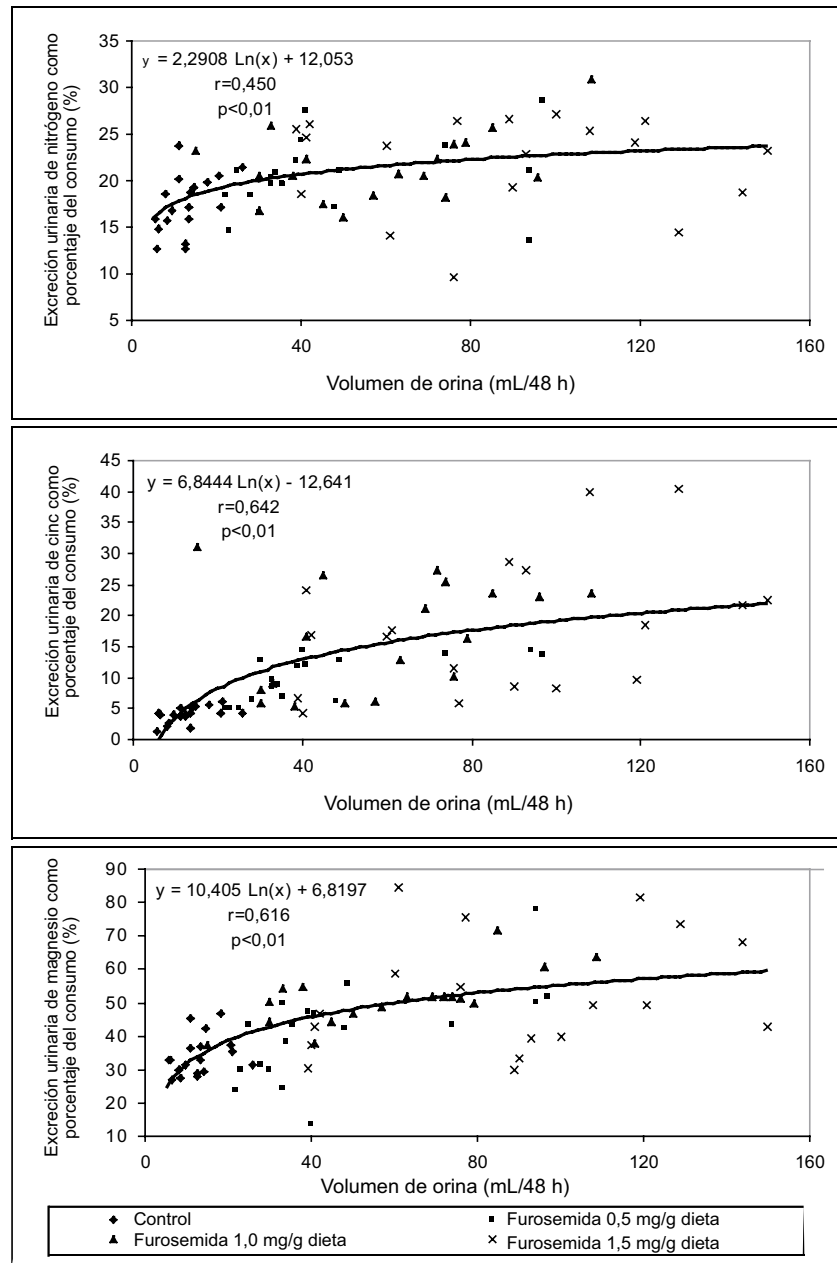 Excreción urinaria de nitrógeno como
porcentaje del consumo (%)
35
30
25
20
15
10
5
y = 2,2908 Ln(x) + 12,053
r=0,450
p<0,01
0 40 80 120 160
Volumen de orina (mL/48 h)
Excreción urinaria de cinc como
porcentaje del consumo (%)
45
40
35
30
25
20
15
10
5
0
y = 6,8444 Ln(x) - 12,641
r=0,642
p<0,01
0 40 80 120 160
Volumen de orina (mL/48 h)
Excreción urinaria de magnesio como
porcentaje del consumo (%)
90
80
70
60
50
40
30
20
10
y = 10,405 Ln(x) + 6,8197
r=0,616
p<0,01
0 40 80 120 160
Volumen de orina (mL/48 h)
Control
Furosemida 0,5 mg/g dieta
Furosemida 1,0 mg/g dieta
Furosemida 1,5 mg/g dieta